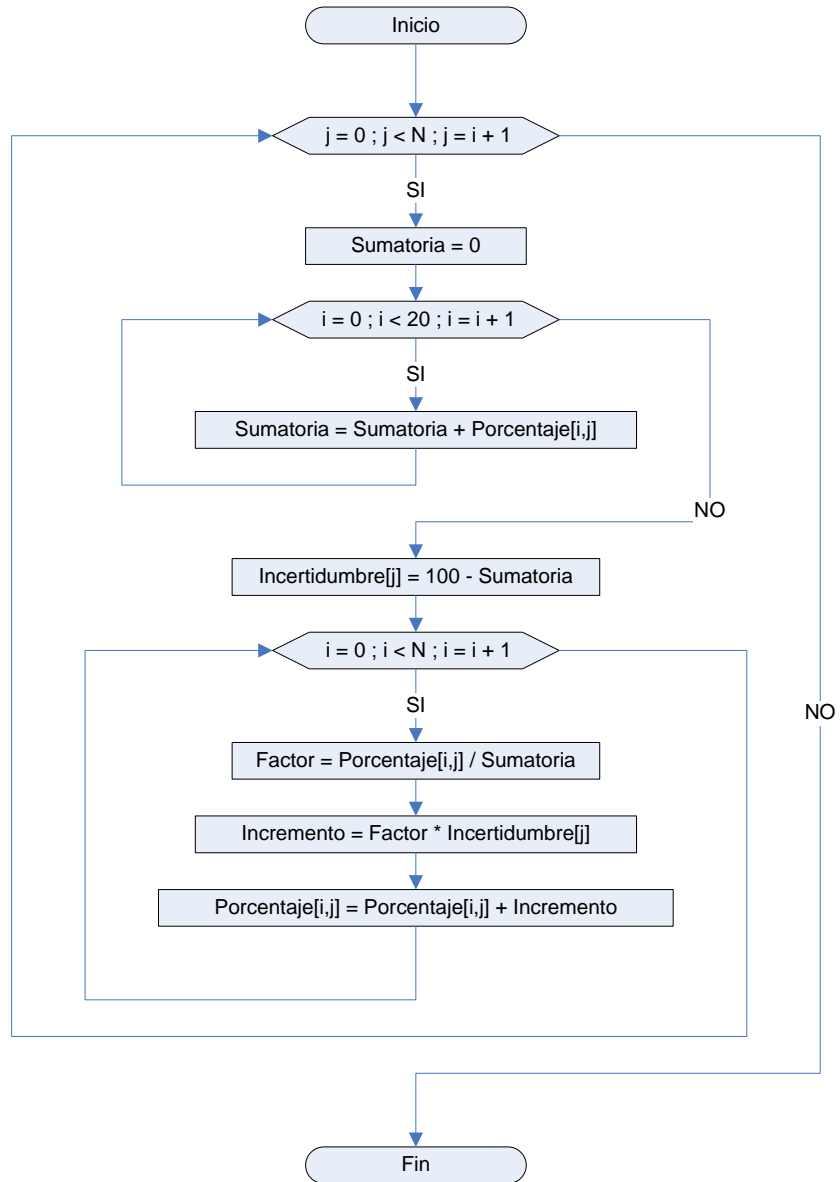 Inicio
j = 0 ; j < N ; j = i + 1
SI
Sumatoria = 0
i = 0 ; i < 20 ; i = i + 1
SI
Sumatoria = Sumatoria + Porcentaje[i,j]
NO
Incertidumbre[j] = 100 - Sumatoria
i = 0 ; i < N ; i = i + 1
SI
NO
Factor = Porcentaje[i,j] / Sumatoria
Incremento = Factor * Incertidumbre[j]
Porcentaje[i,j] = Porcentaje[i,j] + Incremento
Fin